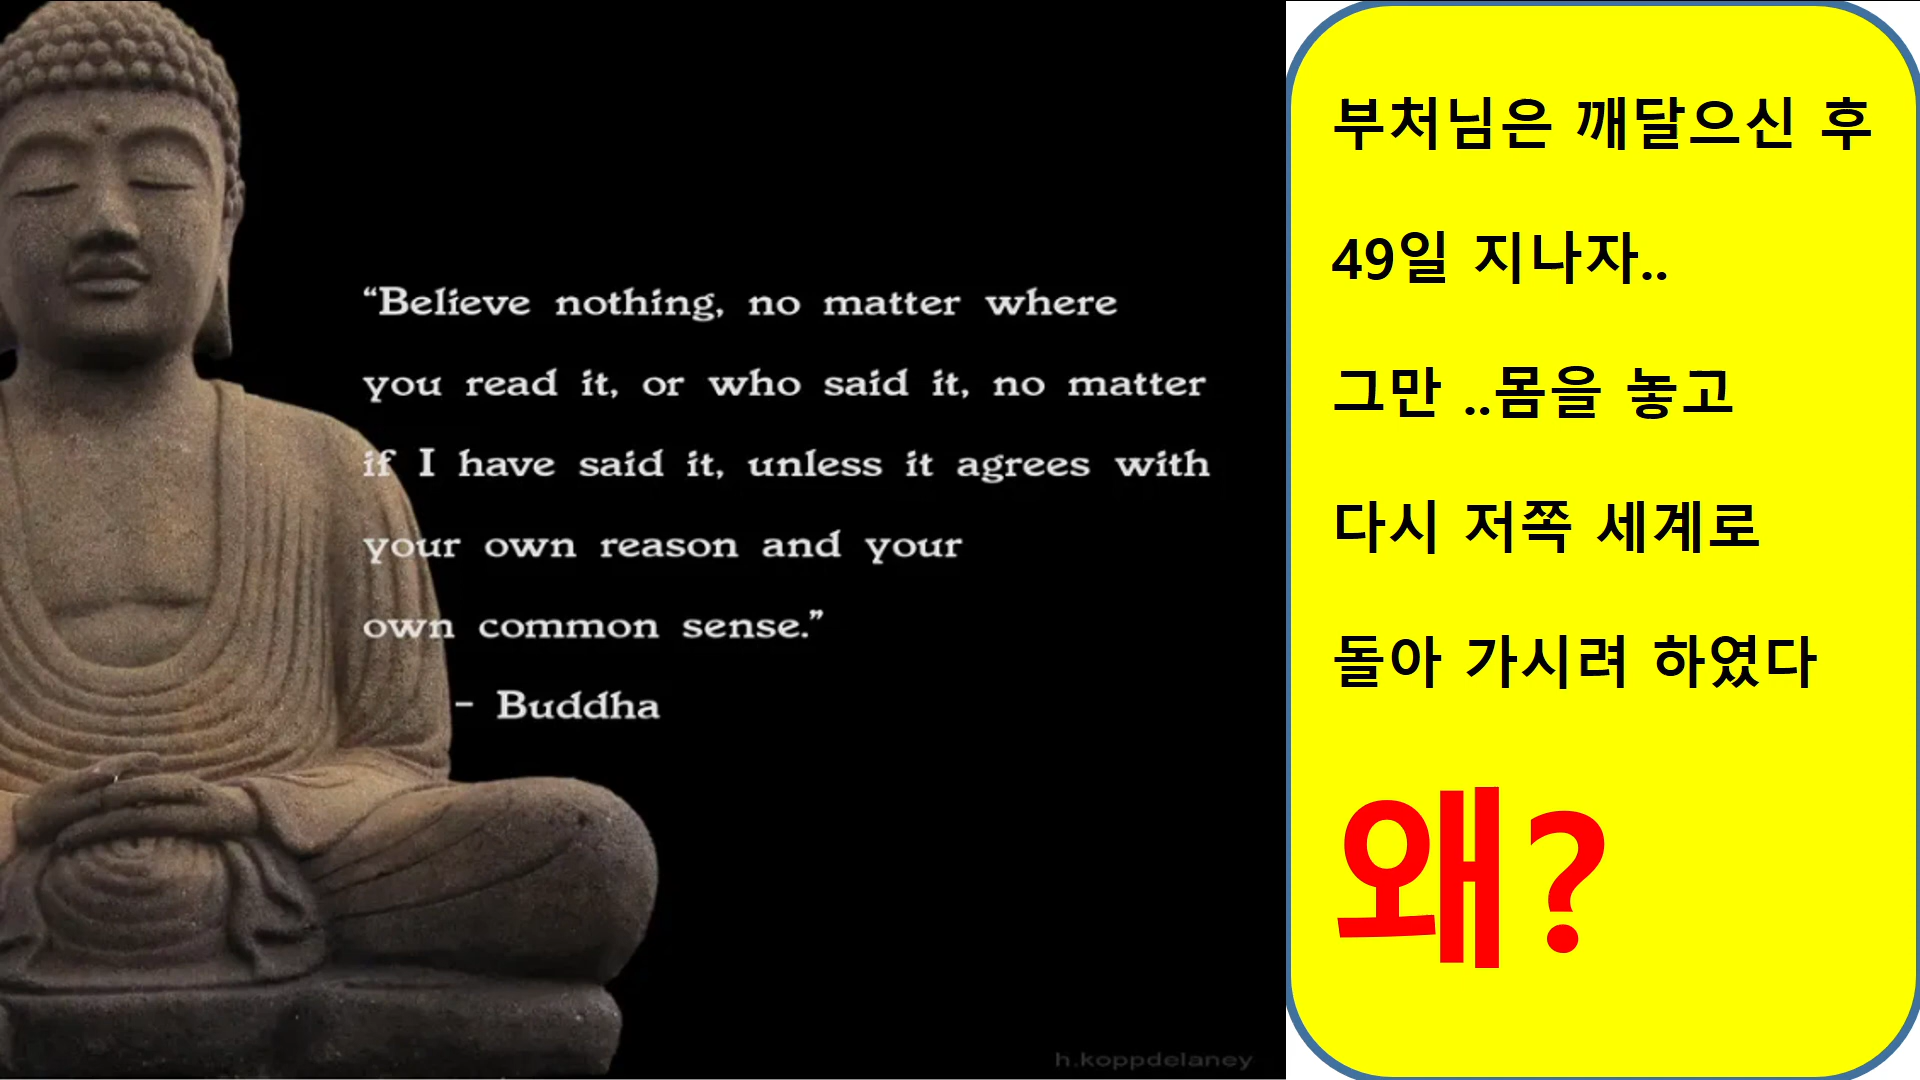 “Believe nothing, no matter where
you read it, or who said it, no matter
if I have said it, unless it agrees with
your own reason and your
own common sense.”
- Buddha
h.koppdelaney
부처님은 깨달으신 후
49일 지나자..
그만 ..몸을 놓고
다시 저쪽 세계로
돌아 가시려 하였다
왜?